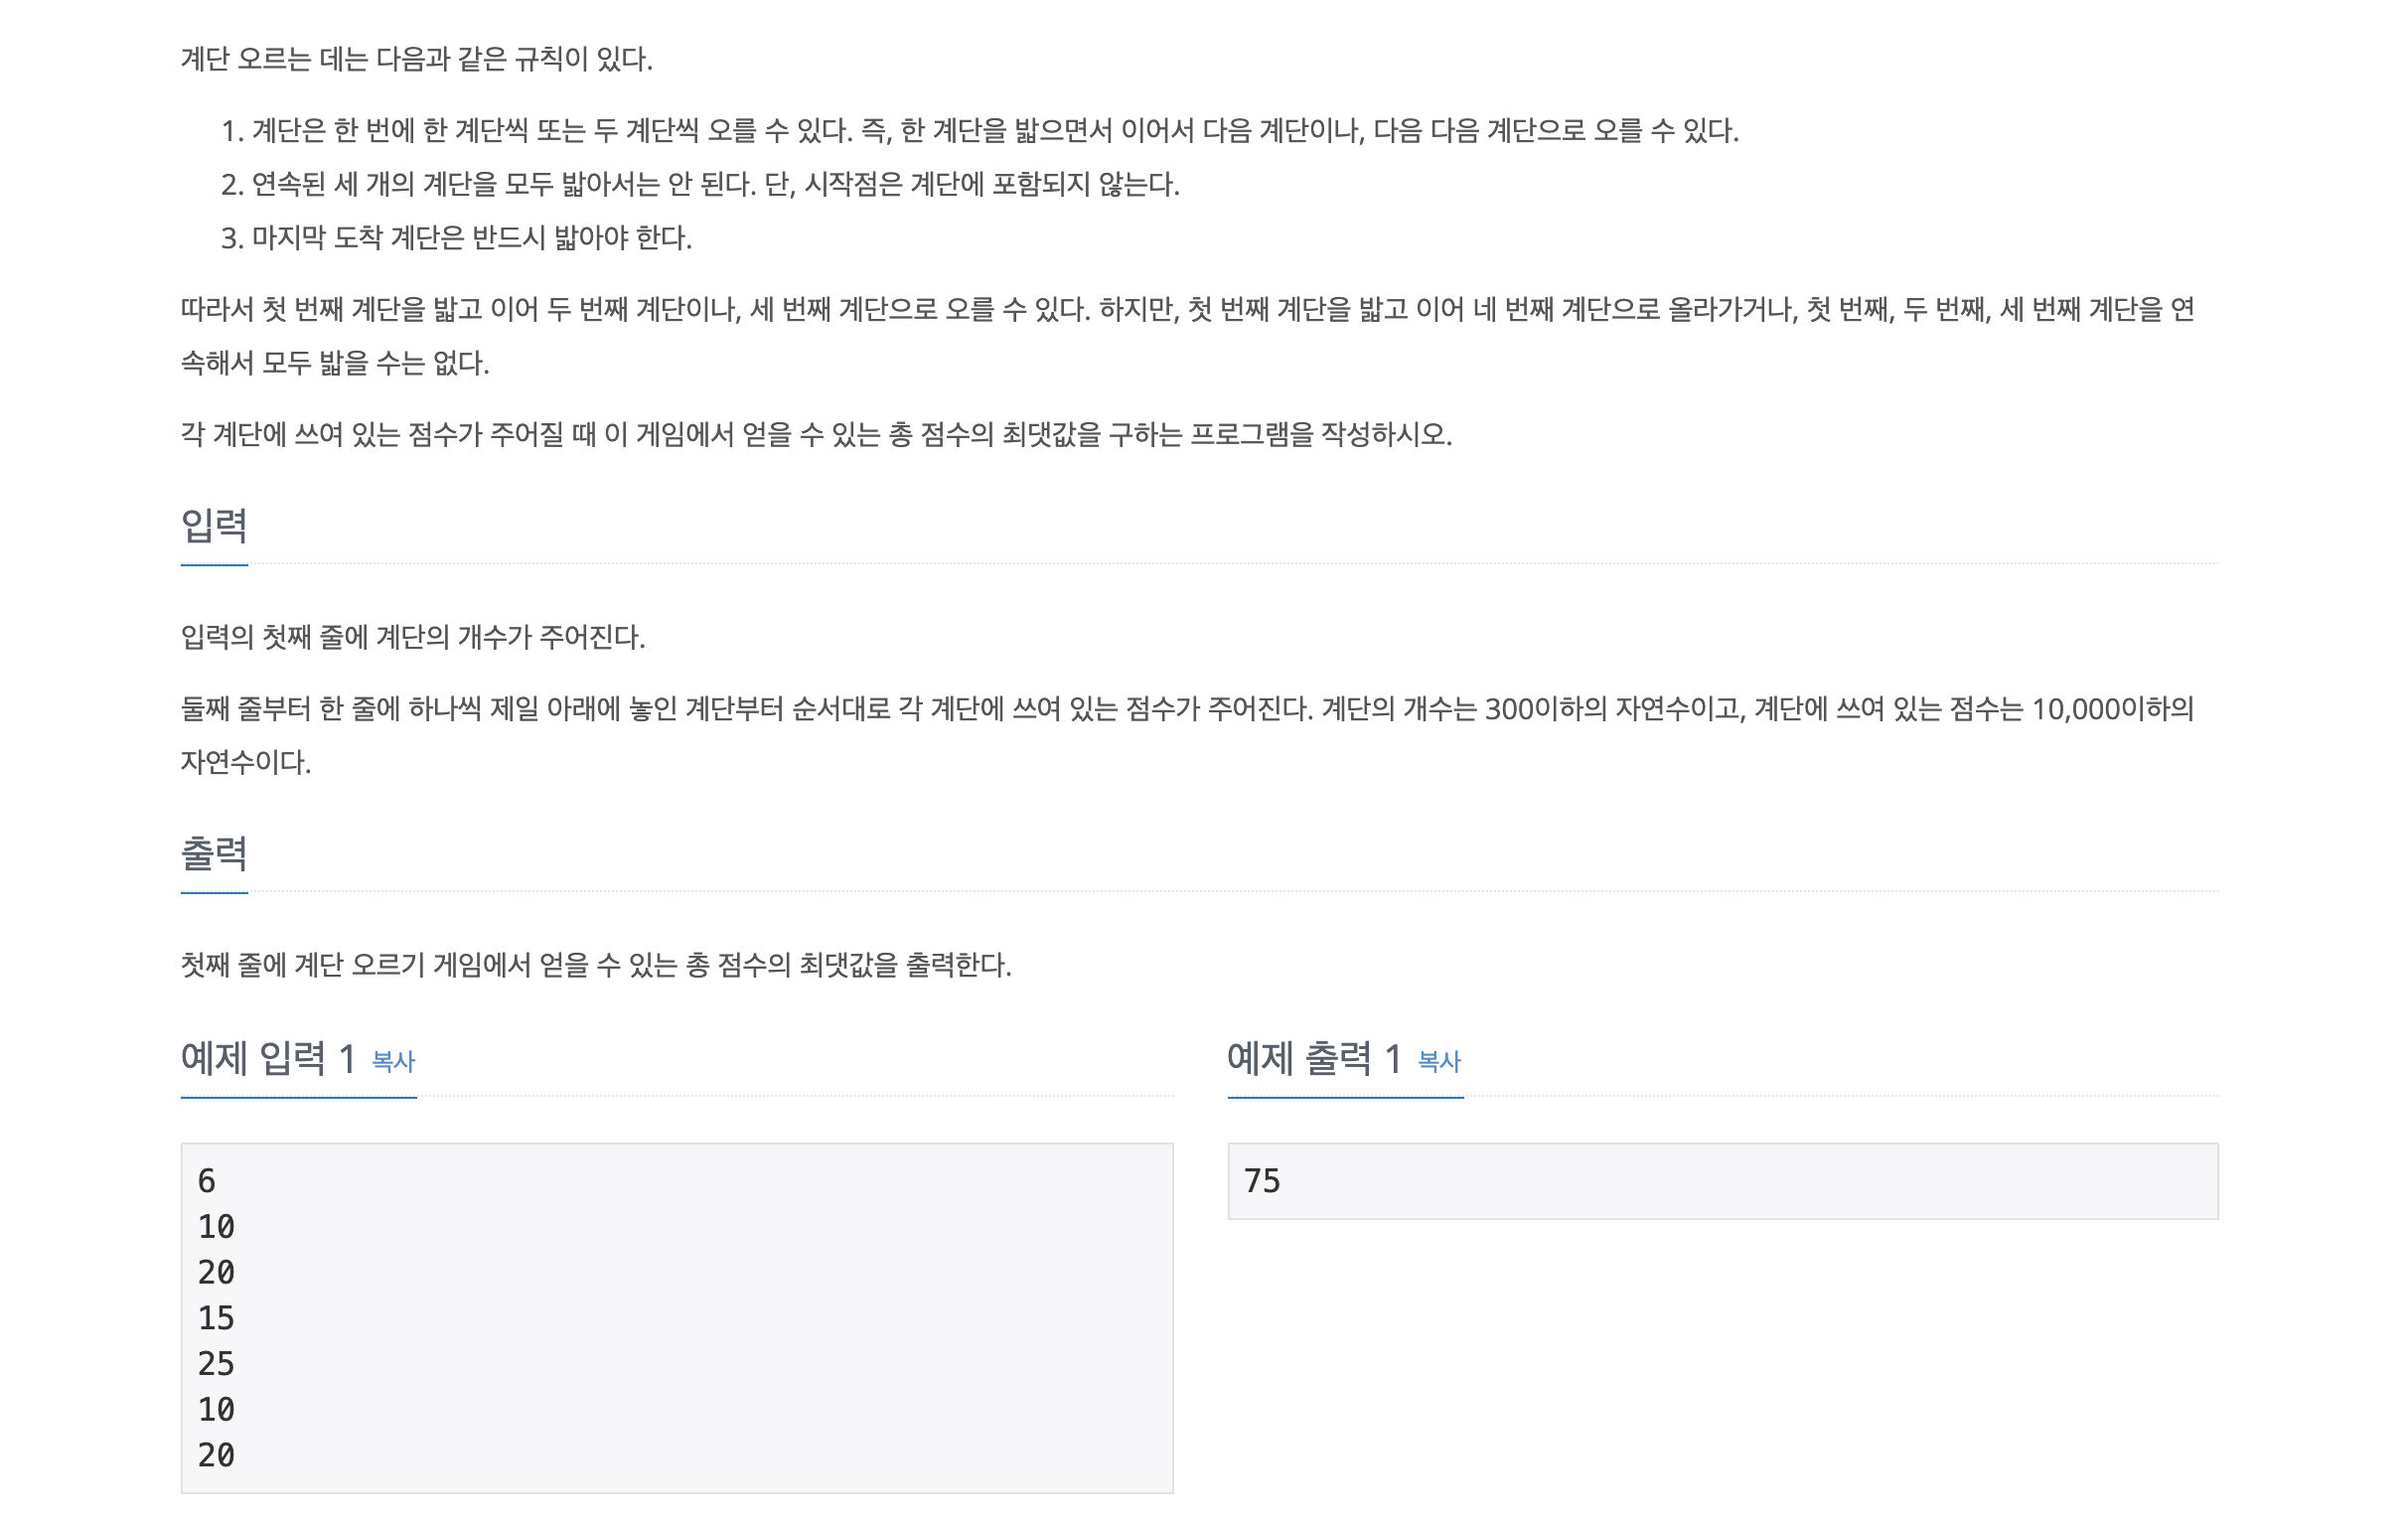 계단 오르는 데는 다음과 같은 규칙이 있다.
1. 계단은 한 번에 한 계단씩 또는 두 계단씩 오를 수 있다. 즉, 한 계단을 밟으면서 이어서 다음 계단이나, 다음 다음 계단으로 오를 수 있다.
2. 연속된 세 개의 계단을 모두 밟아서는 안 된다. 단, 시작점은 계단에 포함되지 않는다.
3. 마지막 도착 계단은 반드시 밟아야 한다.
따라서 첫 번째 계단을 밟고 이어 두 번째 계단이나, 세 번째 계단으로 오를 수 있다. 하지만, 첫 번째 계단을 밟고 이어 네 번째 계단으로 올라가거나, 첫 번째, 두 번째, 세 번째 계단을 연
속해서 모두 밟을 수는 없다.
각 계단에 쓰여 있는 점수가 주어질 때 이 게임에서 얻을 수 있는 총 점수의 최댓값을 구하는 프로그램을 작성하시오.
입력
입력의 첫째 줄에 계단의 개수가 주어진다.
둘째 줄부터 한 줄에 하나씩 제일 아래에 놓인 계단부터 순서대로 각 계단에 쓰여 있는 점수가 주어진다. 계단의 개수는 300이하의 자연수이고, 계단에 쓰여 있는 점수는 10,000이하의
자연수이다.
출력
첫째 줄에 계단 오르기 게임에서 얻을 수 있는 총 점수의 최댓값을 출력한다.
예제 입력 1 복사
6
10
20
15
25
10
20
예제 출력 1 복사
75